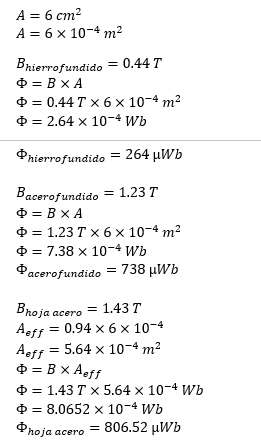 A = 6 cm²
A = 6 × 10⁻⁴ m²
B_hierrofundido = 0.44 T
Φ = B × A
Φ = 0.44 T × 6 × 10⁻⁴ m²
Φ = 2.64 × 10⁻⁴ Wb
Φ_hierrofundido = 264 μWb
B_acerofundido = 1.23 T
Φ = B × A
Φ = 1.23 T × 6 × 10⁻⁴ m²
Φ = 7.38 × 10⁻⁴ Wb
Φ_acerofundido = 738 μWb
B_hoja acero = 1.43 T
A_eff = 0.94 × 6 × 10⁻⁴
A_eff = 5.64 × 10⁻⁴ m²
Φ = B × A_eff
Φ = 1.43 T × 5.64 × 10⁻⁴ Wb
Φ = 8.0652 × 10⁻⁴ Wb
Φ_hoja acero = 806.52 μWb